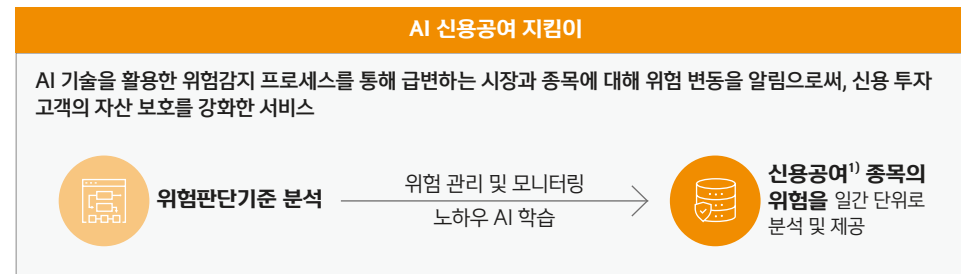 AI 신용공여 지킴이
AI 기술을 활용한 위험감지 프로세스를 통해 급변하는 시장과 종목에 대해 위험 변동을 알림으로써, 신용 투자
고객의 자산 보호를 강화한 서비스
위험판단기준 분석
위험 관리 및 모니터링
노하우 AI 학습
신용공여1) 종목의
위험을 일간 단위로
분석 및 제공